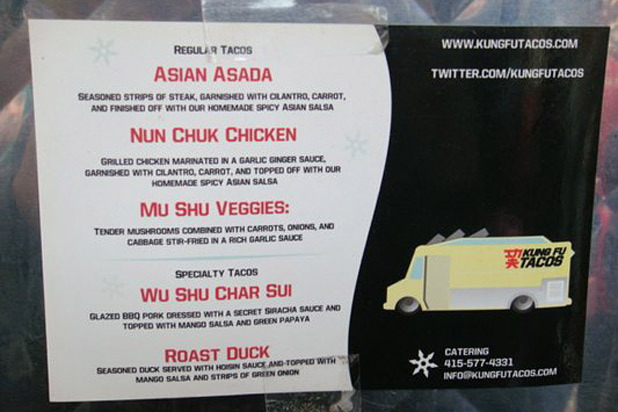 REGULAR TACOS
ASIAN ASADA
SEASONED STRIPS OF STEAK, GARNISHED WITH CILANTRO, CARROT,
AND FINISHED OFF WITH OUR HOMEMADE SPICY ASIAN SALSA
NUN CHUK CHICKEN
GRILLED CHICKEN MARINATED IN A GARLIC GINGER SAUCE,
GARNISHED WITH CILANTRO, CARROT, AND TOPPED OFF WITH OUR
HOMEMADE SPICY ASIAN SALSA
MU SHU VEGGIES:
TENDER MUSHROOMS COMBINED WITH CARROTS, ONIONS, AND
CABBAGE STIR-FRIED IN A RICH GARLIC SAUCE
SPECIALTY TACOS
WU SHU CHAR SUI
GLAZED BBQ PORK DRESSED WITH A SECRET SIRACHA SAUCE AND
TOPPED WITH MANGO SALSA AND GREEN PAPAYA
ROAST DUCK
SEASONED DUCK SERVED WITH HOISIN SAUCE AND TOPPED WITH
MANGO SALSA AND STRIPS OF GREEN ONION
WWW.KUNGFUTACOS.COM
TWITTER.COM/KUNGFUTACOS
功夫 KUNG FU
TACOS
CATERING
415-577-4331
INFO@KUNGFUTACOS.COM